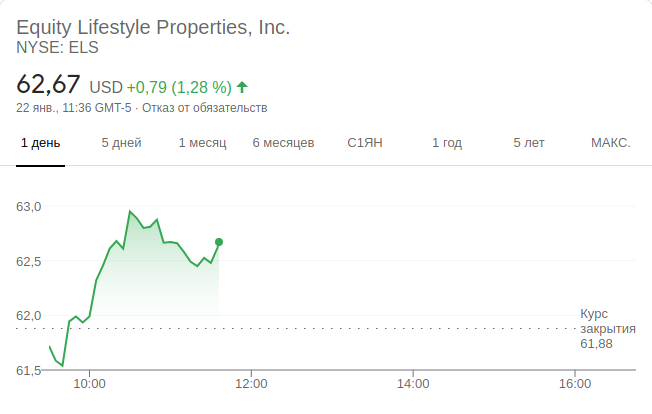 Equity Lifestyle Properties, Inc.
NYSE: ELS
62,67 USD +0,79 (1,28 %)
22 янв., 11:36 GMT-5 · Отказ от обязательств
1 день 5 дней 1 месяц 6 месяцев С1ЯН 1 год 5 лет МАКС.
63,0
62,5
62,0
Курс
закрытия
61,88
61,5
10:00 12:00 14:00 16:00